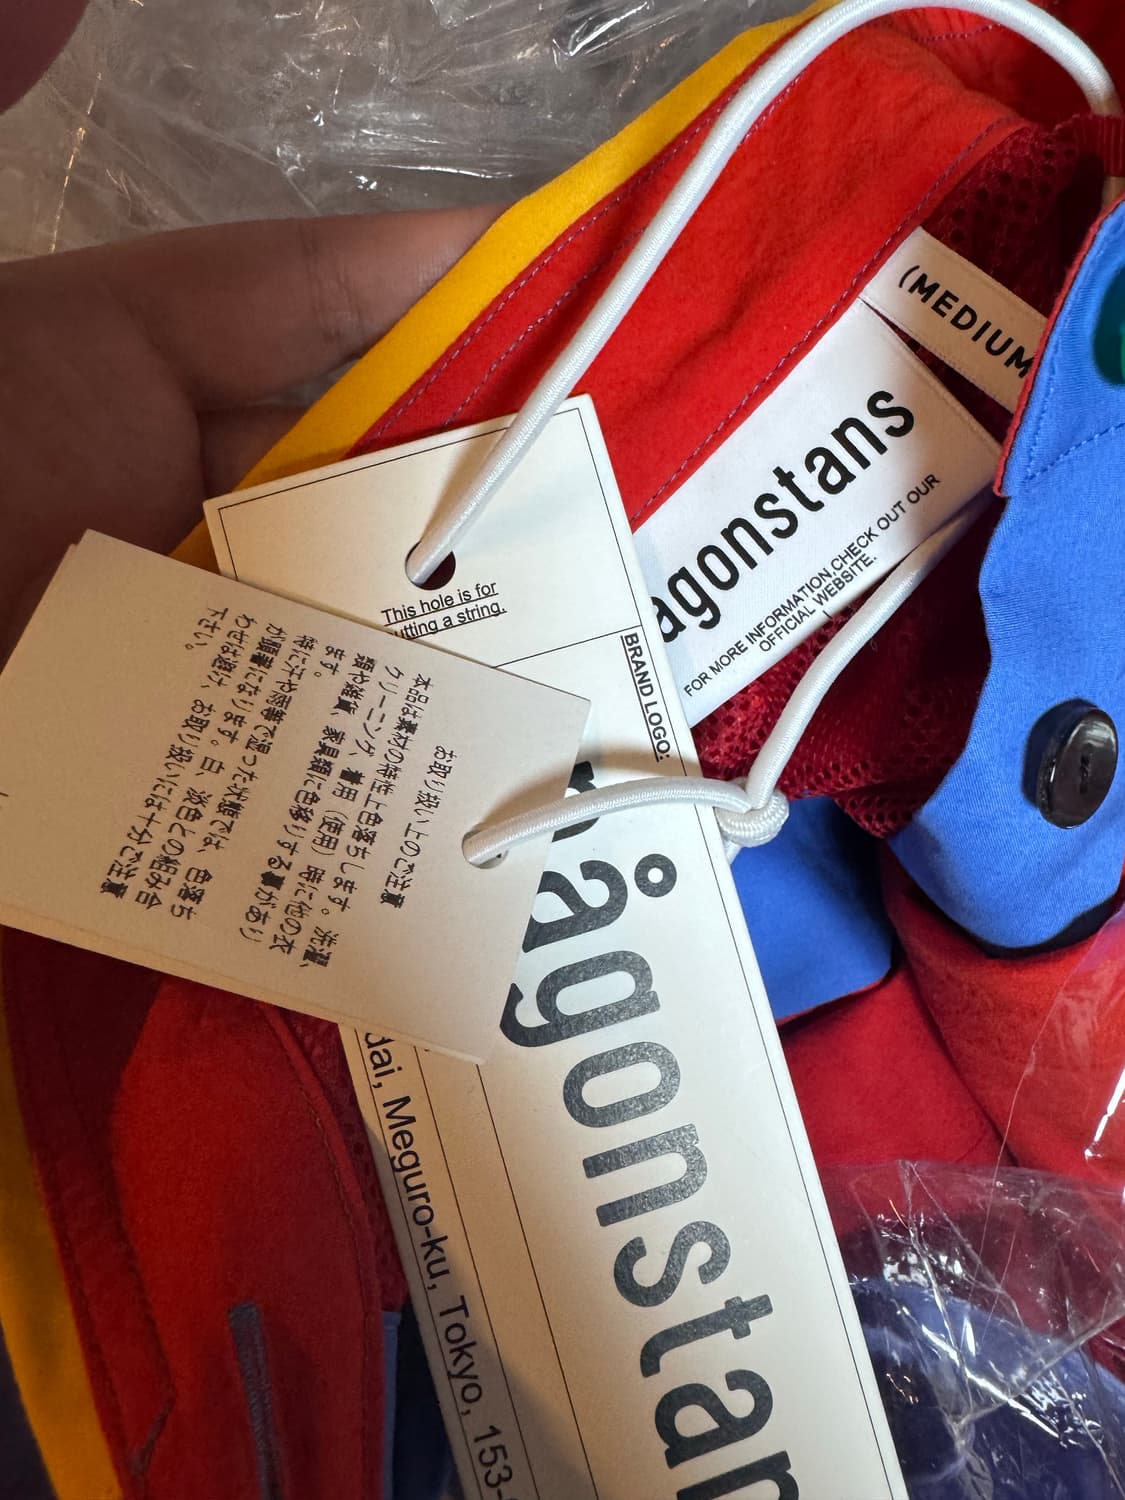 (MEDIUM
agonstans
FOR MORE INFORMATION,CHECK OUT OUR
OFFICIAL WEBSITE.
This hole is for
utting a string.
BRAND LOGO:
pågonstan
dai, Meguro-ku, Tokyo, 153-
お取り扱い上のご注意
本品は素材の特性上色落ちします。洗濯、
クリーニング、着用（使用）時に他の衣
類や雑貨、家具類に色移りする事があり
ます。
特に汗や雨等で湿った状態では、色落ち
が顕著になります。白、淡色との組み合
わせは避け、お取り扱いには十分ご注意
下さい。